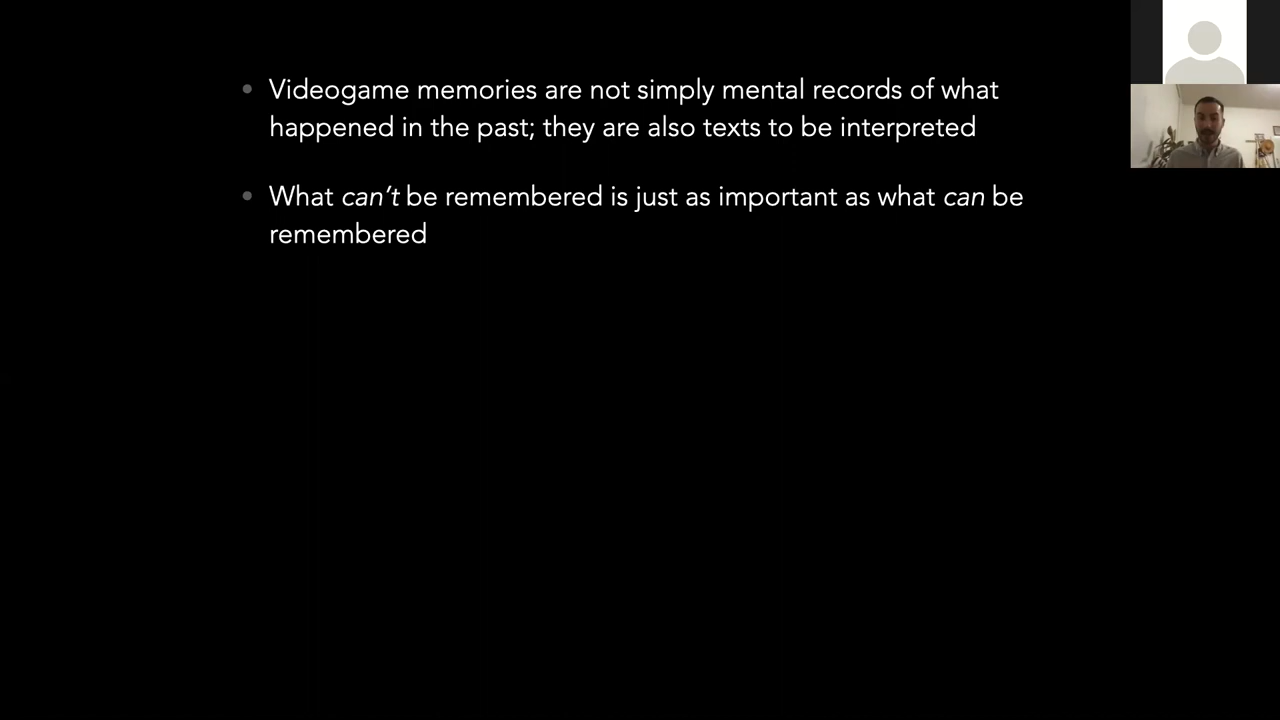 • Videogame memories are not simply mental records of what
happened in the past; they are also texts to be interpreted
• What can’t be remembered is just as important as what can be
remembered